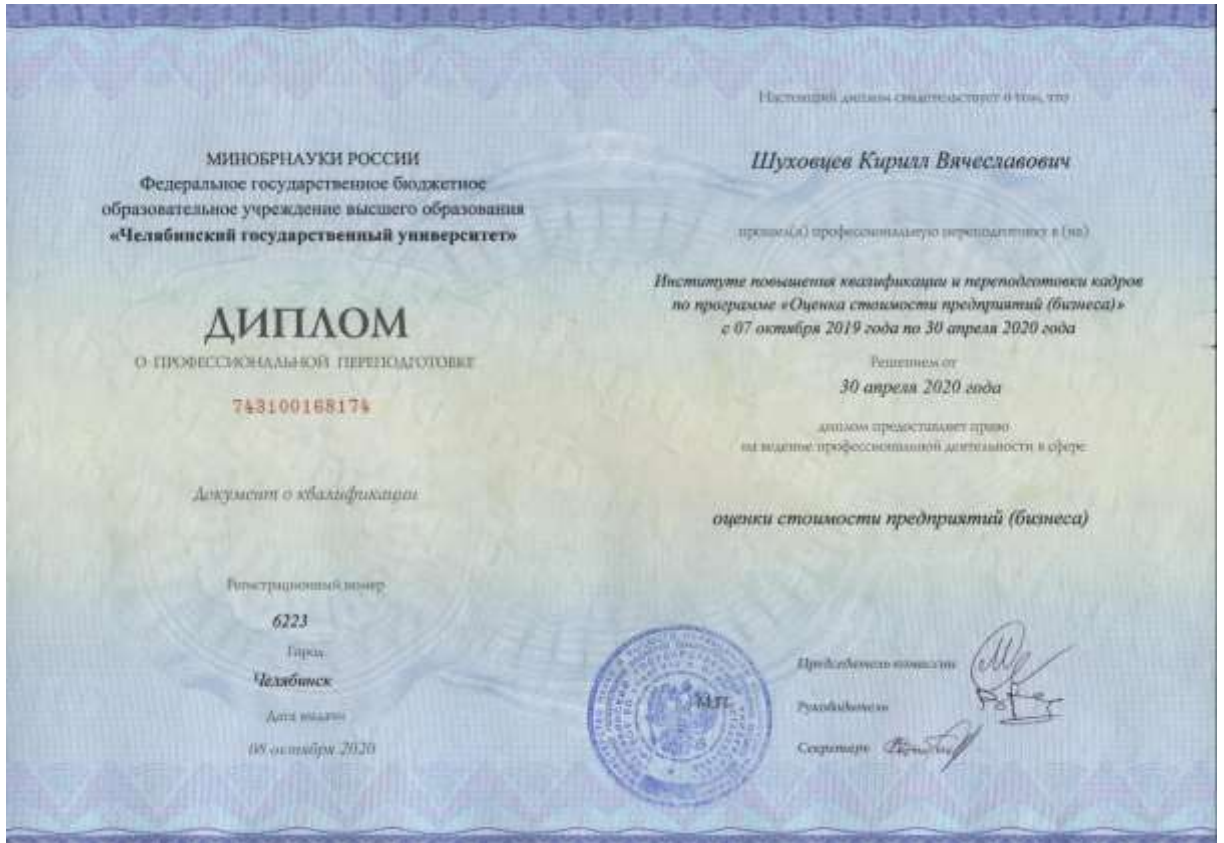 МИНОБРНАУКИ РОССИИ
Федеральное государственное бюджетное
образовательное учреждение высшего образования
«Челябинский государственный университет»
ДИПЛОМ
О ПРОФЕССИОНАЛЬНОЙ ПЕРЕПОДГОТОВКЕ
743100168174
Документ о квалификации
Регистрационный номер
6223
Город
Челябинск
Дата выдачи
08 октября 2020
Настоящий диплом свидетельствует о том, что
Шуховцев Кирилл Вячеславович
прошел(а) профессиональную переподготовку в (на)
Институте повышения квалификации и переподготовки кадров
по программе «Оценка стоимости предприятий (бизнеса)»
с 07 октября 2019 года по 30 апреля 2020 года
Решением от
30 апреля 2020 года
диплом предоставляет право
на ведение профессиональной деятельности в сфере
оценки стоимости предприятий (бизнеса)
М.П.
Председатель комиссии
Руководитель
Секретарь